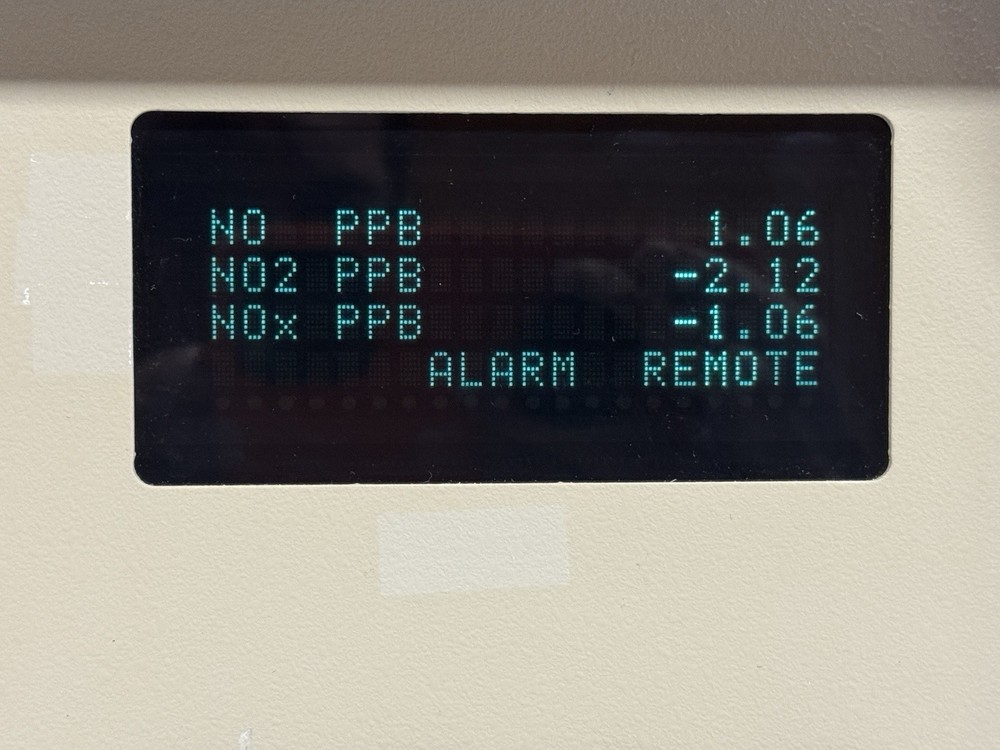 NO PPB 1.06
NO2 PPB -2.12
NOx PPB -1.06
ALARM REMOTE